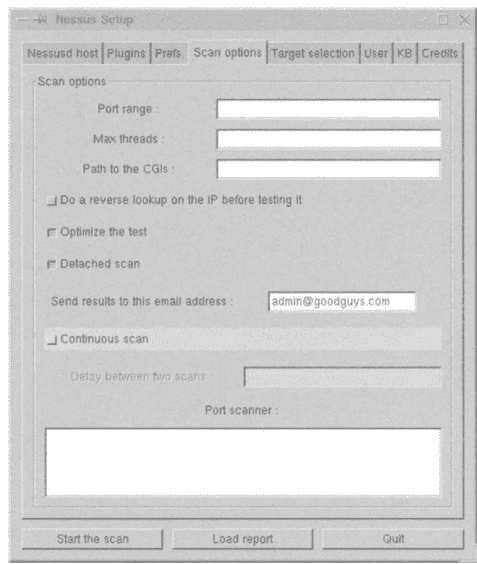 Nessus Setup
Nessusd host Plugins Prefs. Scan options Target selection User KB Credits
Scan options
Port range :
Max threads :
Path to the CGIs :
Do a reverse lookup on the IP before testing it
Optimize the test
Detached scan
Send results to this email address : admin@goodguys.com
Continuous scan
Delay between two scans :
Port scanner :
Start the scan Load report Quit